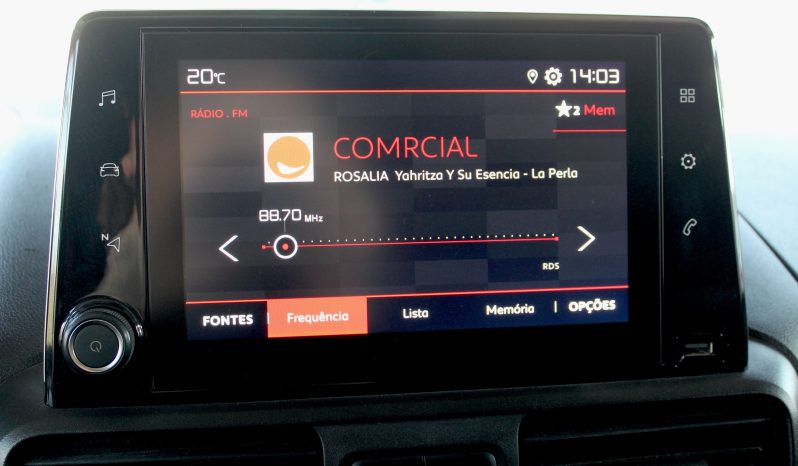 20°C 14:03
RÁDIO . FM ★2 Mem
COMRCIAL
ROSALIA Yahritza Y Su Esencia - La Perla
88.70 MHz
RDS
FONTES | Frequência Lista Memória | OPÇÕES
N